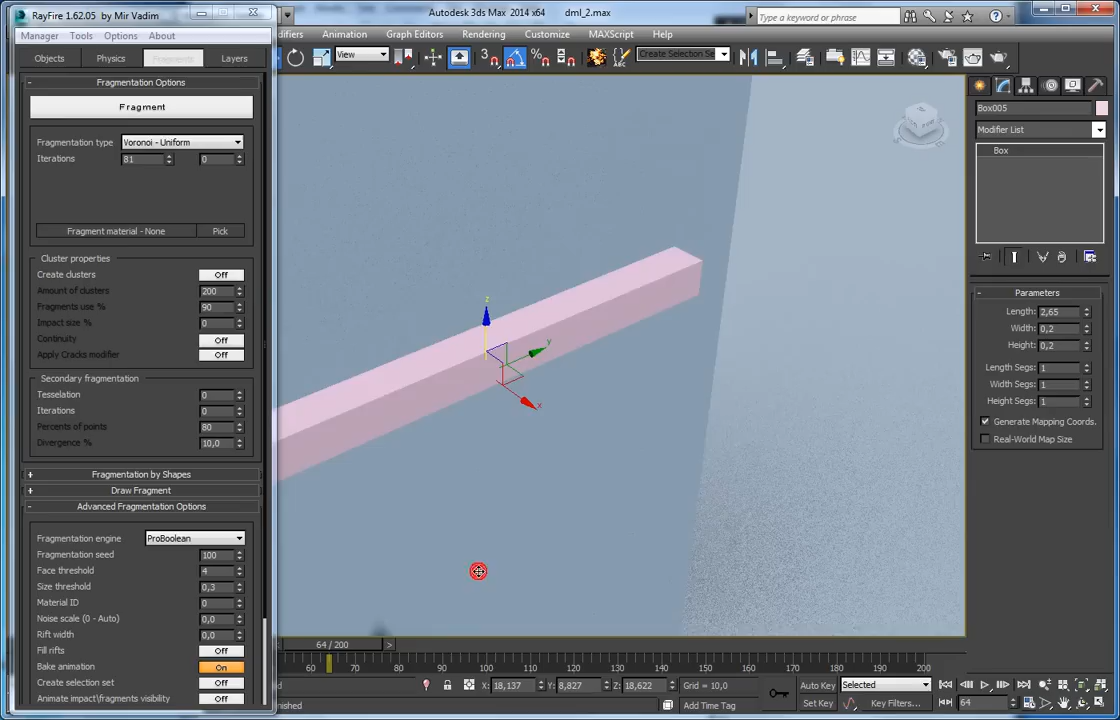 RayFire 1.62.05 by Mir Vadim
Autodesk 3ds Max 2014 x64 dml_2.max
Type a keyword or phrase
Manager Tools Options About
difiers Animation Graph Editors Rendering Customize MAXScript Help
Objects Physics Fragments Layers
View
3
Create Selection Se
Fragmentation Options
Fragment
Fragmentation type Voronoi - Uniform
Iterations 81 0
Fragment material - None Pick
Cluster properties
Create clusters Off
Amount of clusters 200
Fragments use % 90
Impact size % 0
Continuity Off
Apply Cracks modifier Off
Secondary fragmentation
Tesselation 0
Iterations 0
Percents of points 80
Divergence % 10,0
+ Fragmentation by Shapes
+ Draw Fragment
- Advanced Fragmentation Options
Fragmentation engine ProBoolean
Fragmentation seed 100
Face threshold 4
Size threshold 0,3
Material ID 0
Noise scale (0 - Auto) 0,0
Rift width 0,0
Fill rifts Off
Bake animation On
Create selection set Off
Animate impact\fragments visibility Off
z
y
x
Box005
Modifier List
Box
- Parameters
Length: 2,65
Width: 0,2
Height: 0,2
Length Segs: 1
Width Segs: 1
Height Segs: 1
Generate Mapping Coords.
Real-World Map Size
64 / 200 >
60 70 80 90 100 110 120 130 140 150 160 170 180 190 200
X: 18,137 Y: 8,827 Z: 18,622 Grid = 10,0
Auto Key Selected
Add Time Tag
Set Key Key Filters... 64